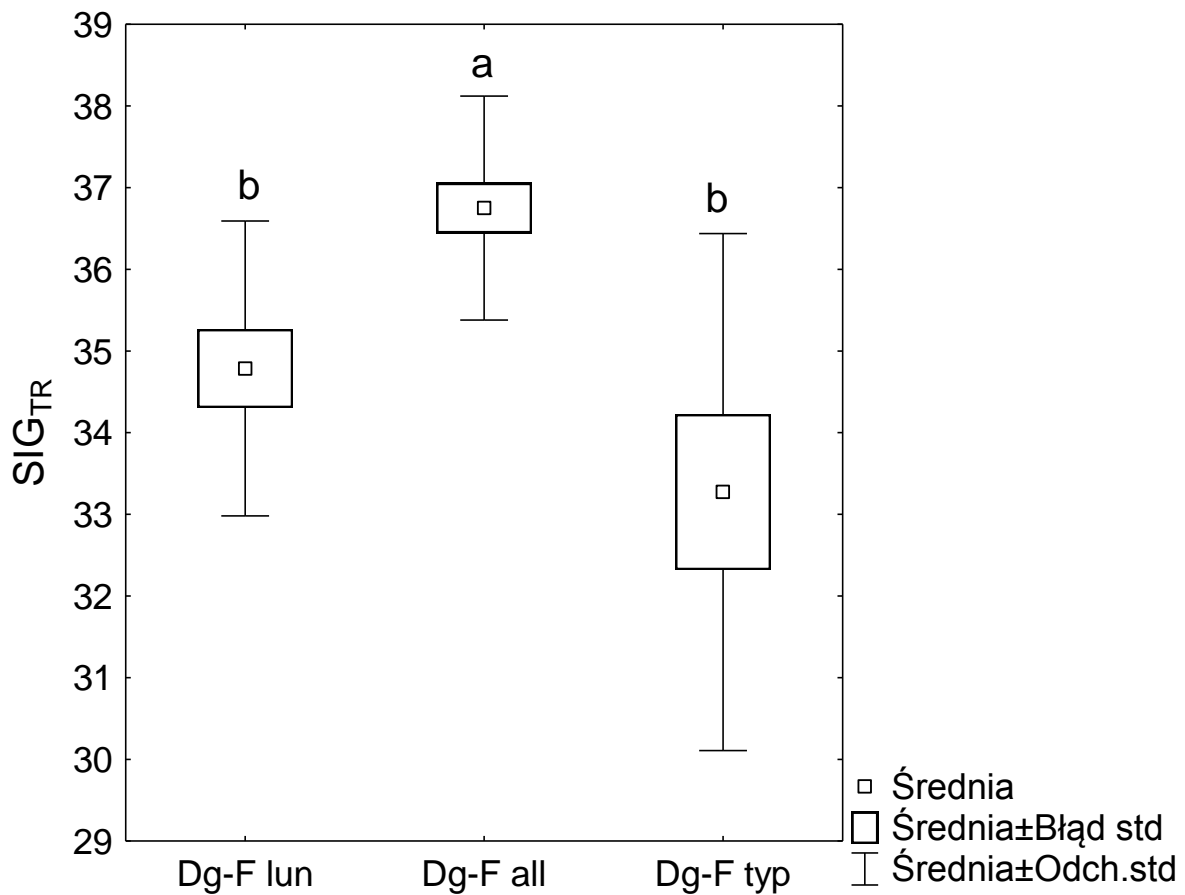 39
38
37
36
35
34
33
32
31
30
29
SIG_TR
a
b
b
Dg-F lun Dg-F all Dg-F typ
Średnia
Średnia±Błąd std
Średnia±Odch.std